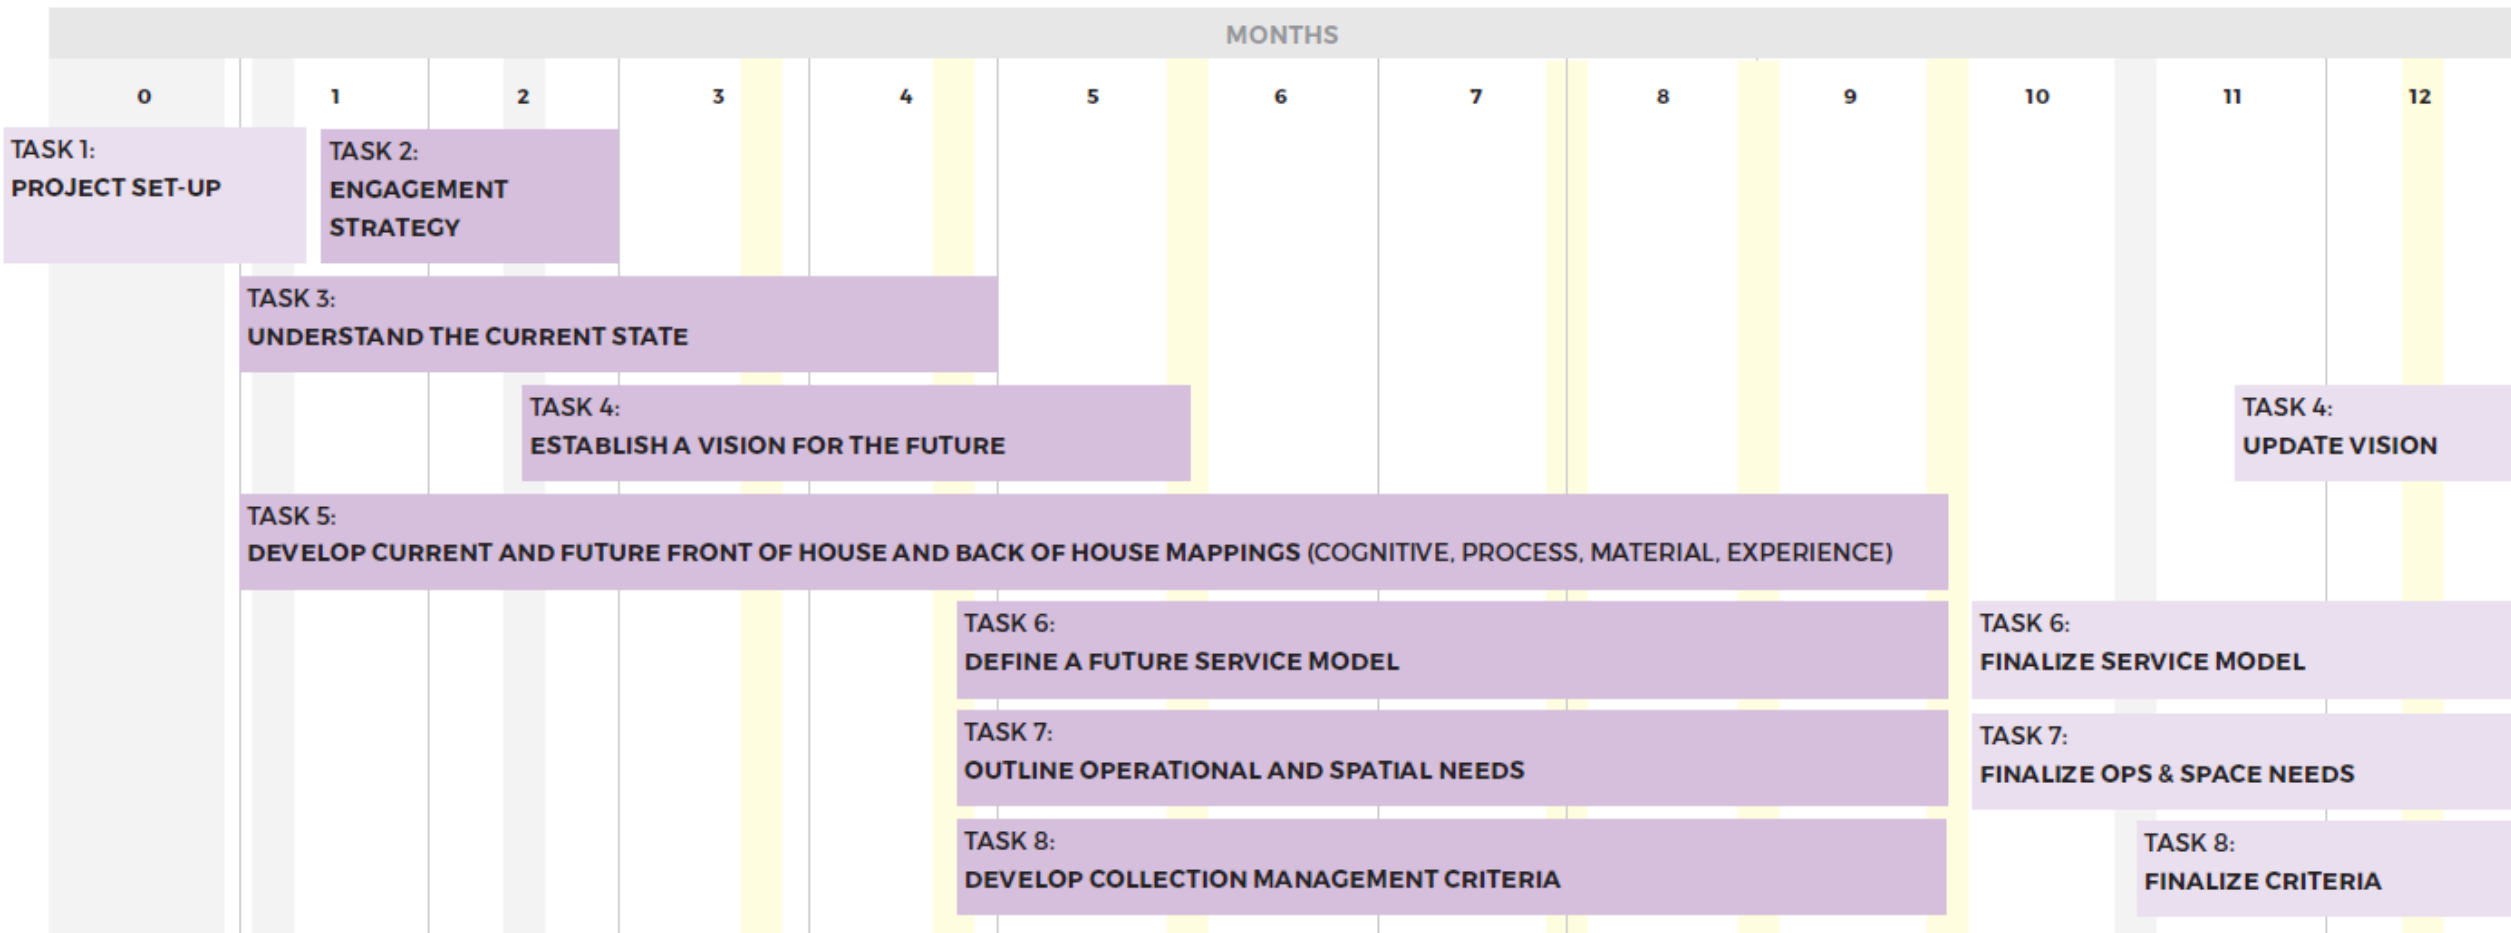 MONTHS
0 1 2 3 4 5 6 7 8 9 10 11 12
TASK 1:
PROJECT SET-UP
TASK 2:
ENGAGEMENT
STRATEGY
TASK 3:
UNDERSTAND THE CURRENT STATE
TASK 4:
ESTABLISH A VISION FOR THE FUTURE
TASK 4:
UPDATE VISION
TASK 5:
DEVELOP CURRENT AND FUTURE FRONT OF HOUSE AND BACK OF HOUSE MAPPINGS (COGNITIVE, PROCESS, MATERIAL, EXPERIENCE)
TASK 6:
DEFINE A FUTURE SERVICE MODEL
TASK 6:
FINALIZE SERVICE MODEL
TASK 7:
OUTLINE OPERATIONAL AND SPATIAL NEEDS
TASK 7:
FINALIZE OPS & SPACE NEEDS
TASK 8:
DEVELOP COLLECTION MANAGEMENT CRITERIA
TASK 8:
FINALIZE CRITERIA